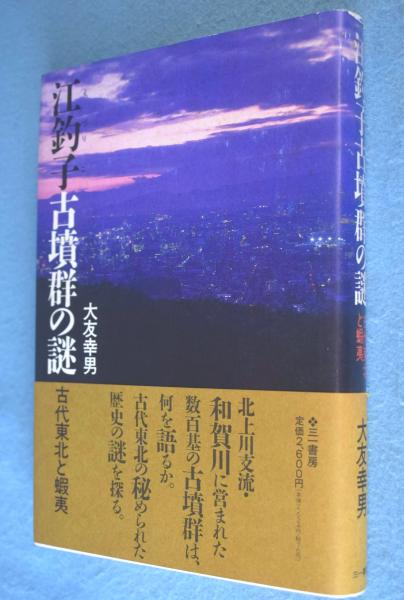 江釣子古墳群の謎
大友幸男
古代東北と蝦夷
北上川支流・
和賀川に営まれた
数百基の古墳群は、
何を語るか。
古代東北の秘められた
歴史の謎を探る。
❖三一書房
定価2,600円
江釣子古墳群の謎
と蝦夷
大友幸男